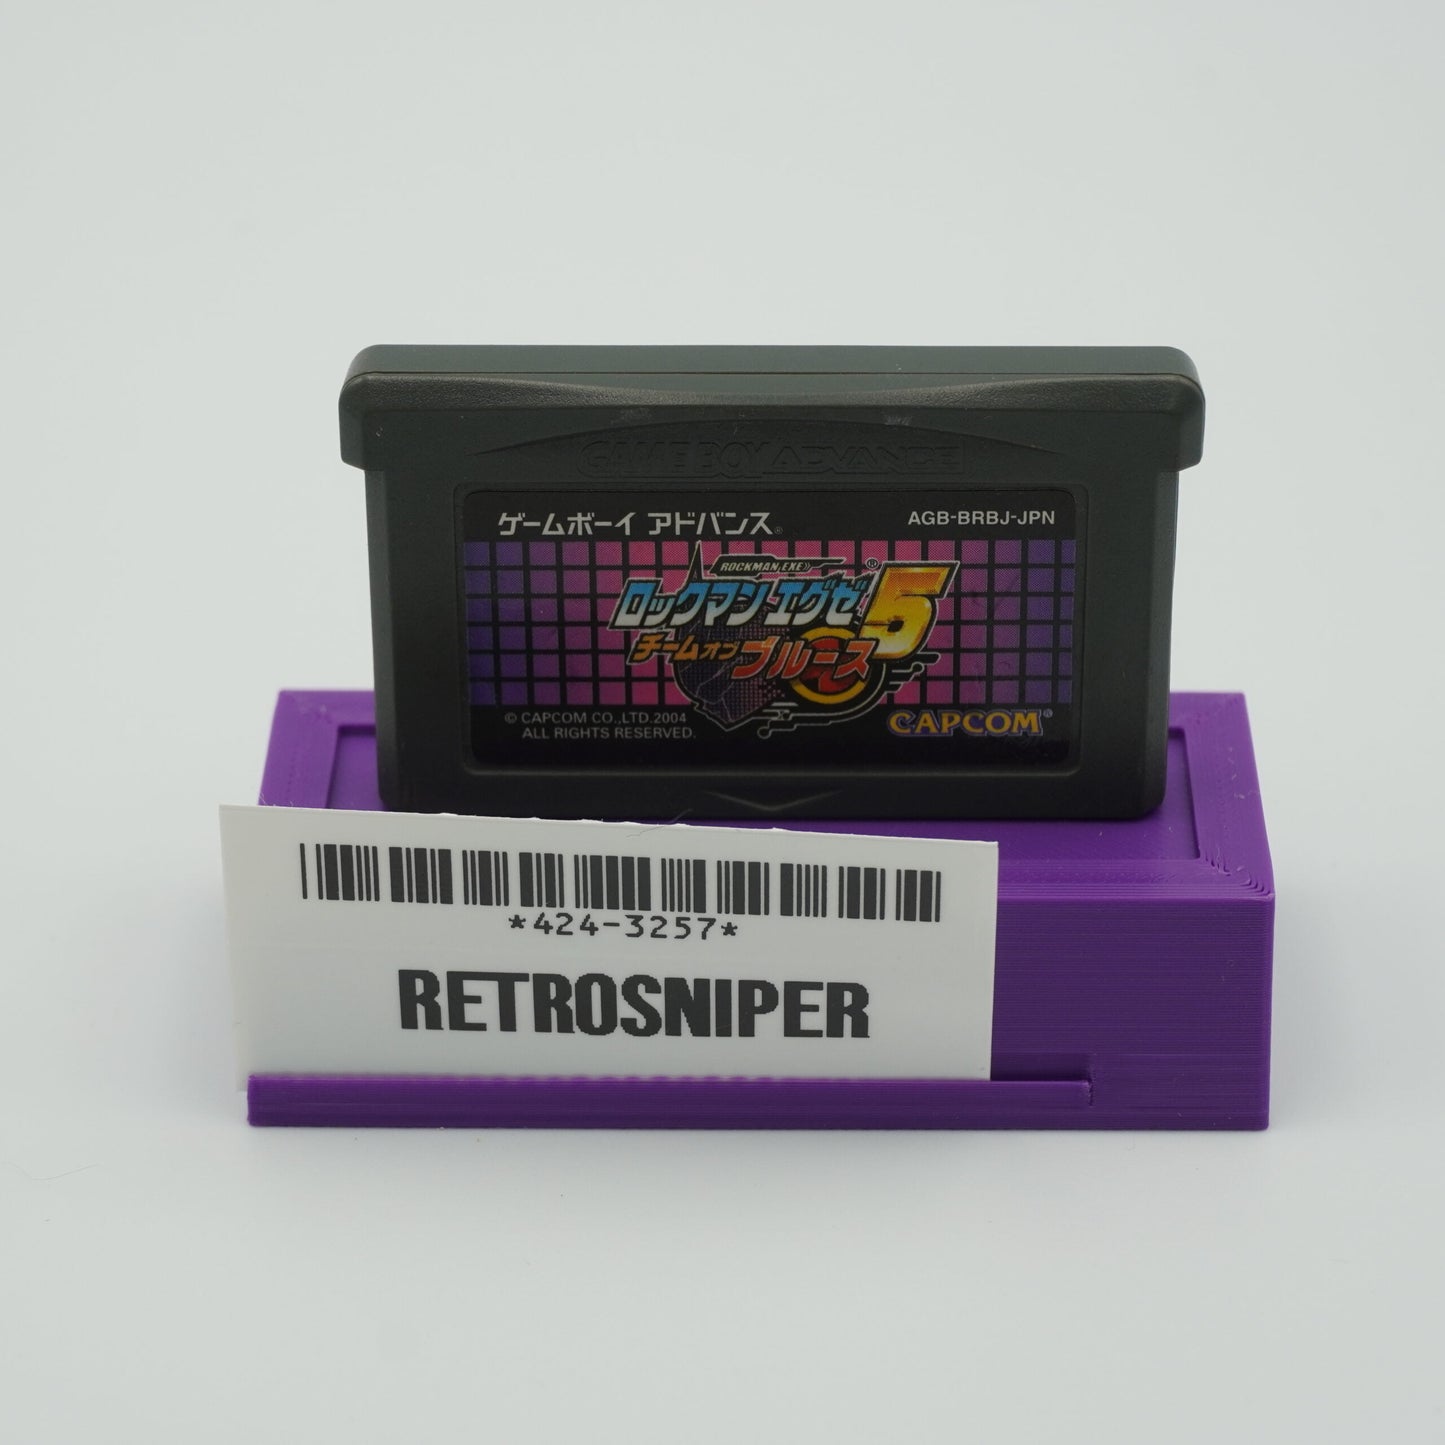 GAME BOY ADVANCE
ゲームボーイ アドバンス®
AGB-BRBJ-JPN
ROCKMAN EXE
ロックマン エグゼ 5®
チーム オブ ブルース
© CAPCOM CO.,LTD.2004
ALL RIGHTS RESERVED.
CAPCOM®
*424-3257*
RETROSNIPER